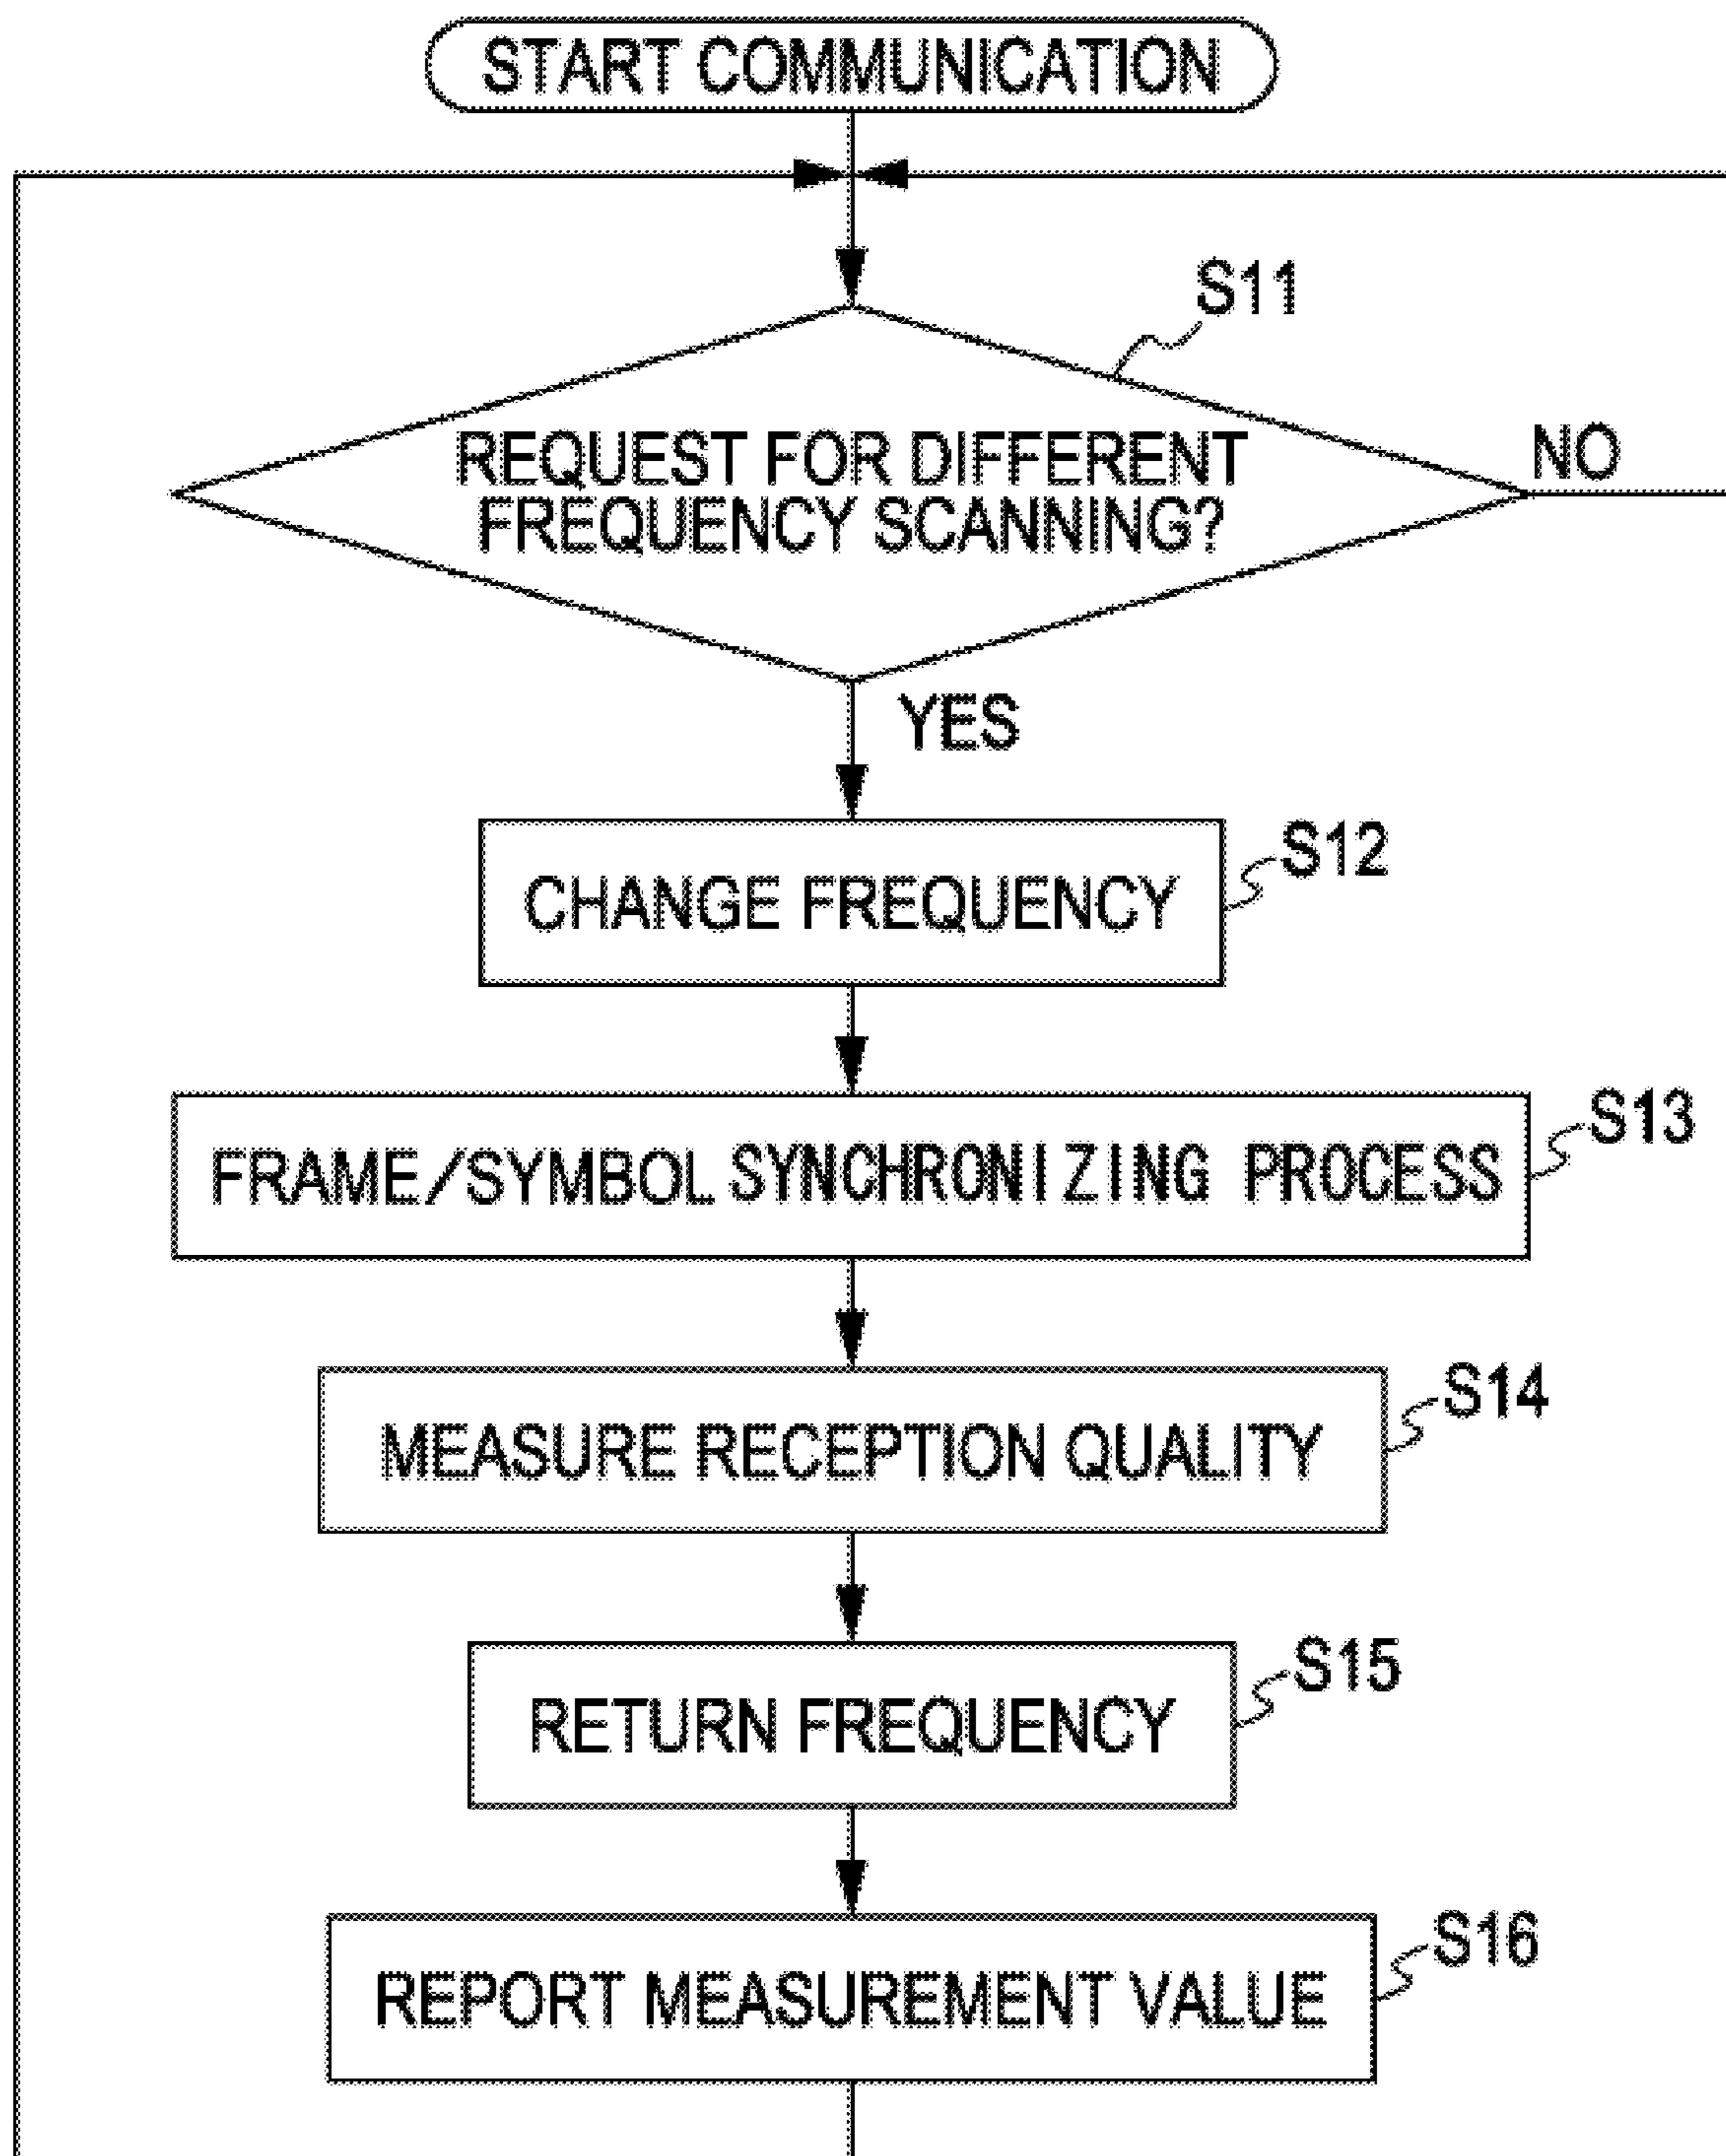 START COMMUNICATION
S11
REQUEST FOR DIFFERENT
FREQUENCY SCANNING?
NO
YES
S12
CHANGE FREQUENCY
S13
FRAME/SYMBOL SYNCHRONIZING PROCESS
S14
MEASURE RECEPTION QUALITY
S15
RETURN FREQUENCY
S16
REPORT MEASUREMENT VALUE